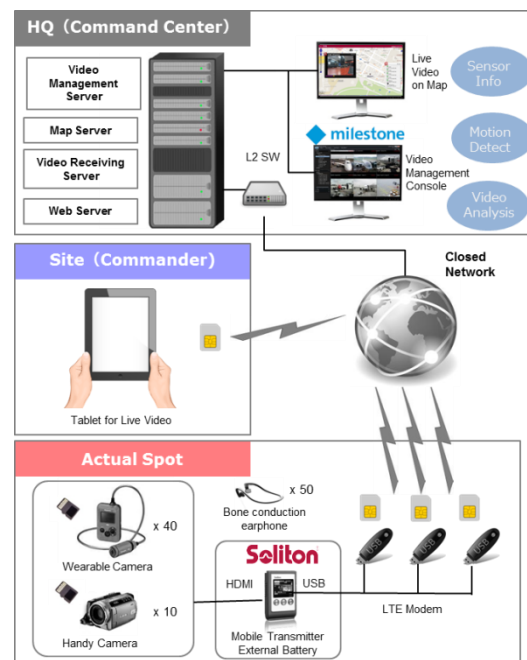 HQ（Command Center）
Video
Management
Server
Map Server
Video Receiving
Server
Web Server
L2 SW
Live
Video
on Map
milestone
Video
Management
Console
Sensor
Info
Motion
Detect
Video
Analysis
Closed
Network
Site（Commander）
Tablet for Live Video
Actual Spot
x 40
Wearable Camera
x 10
Handy Camera
x 50
Bone conduction
earphone
Soliton
HDMI
USB
Mobile Transmitter
External Battery
USB
USB
USB
LTE Modem